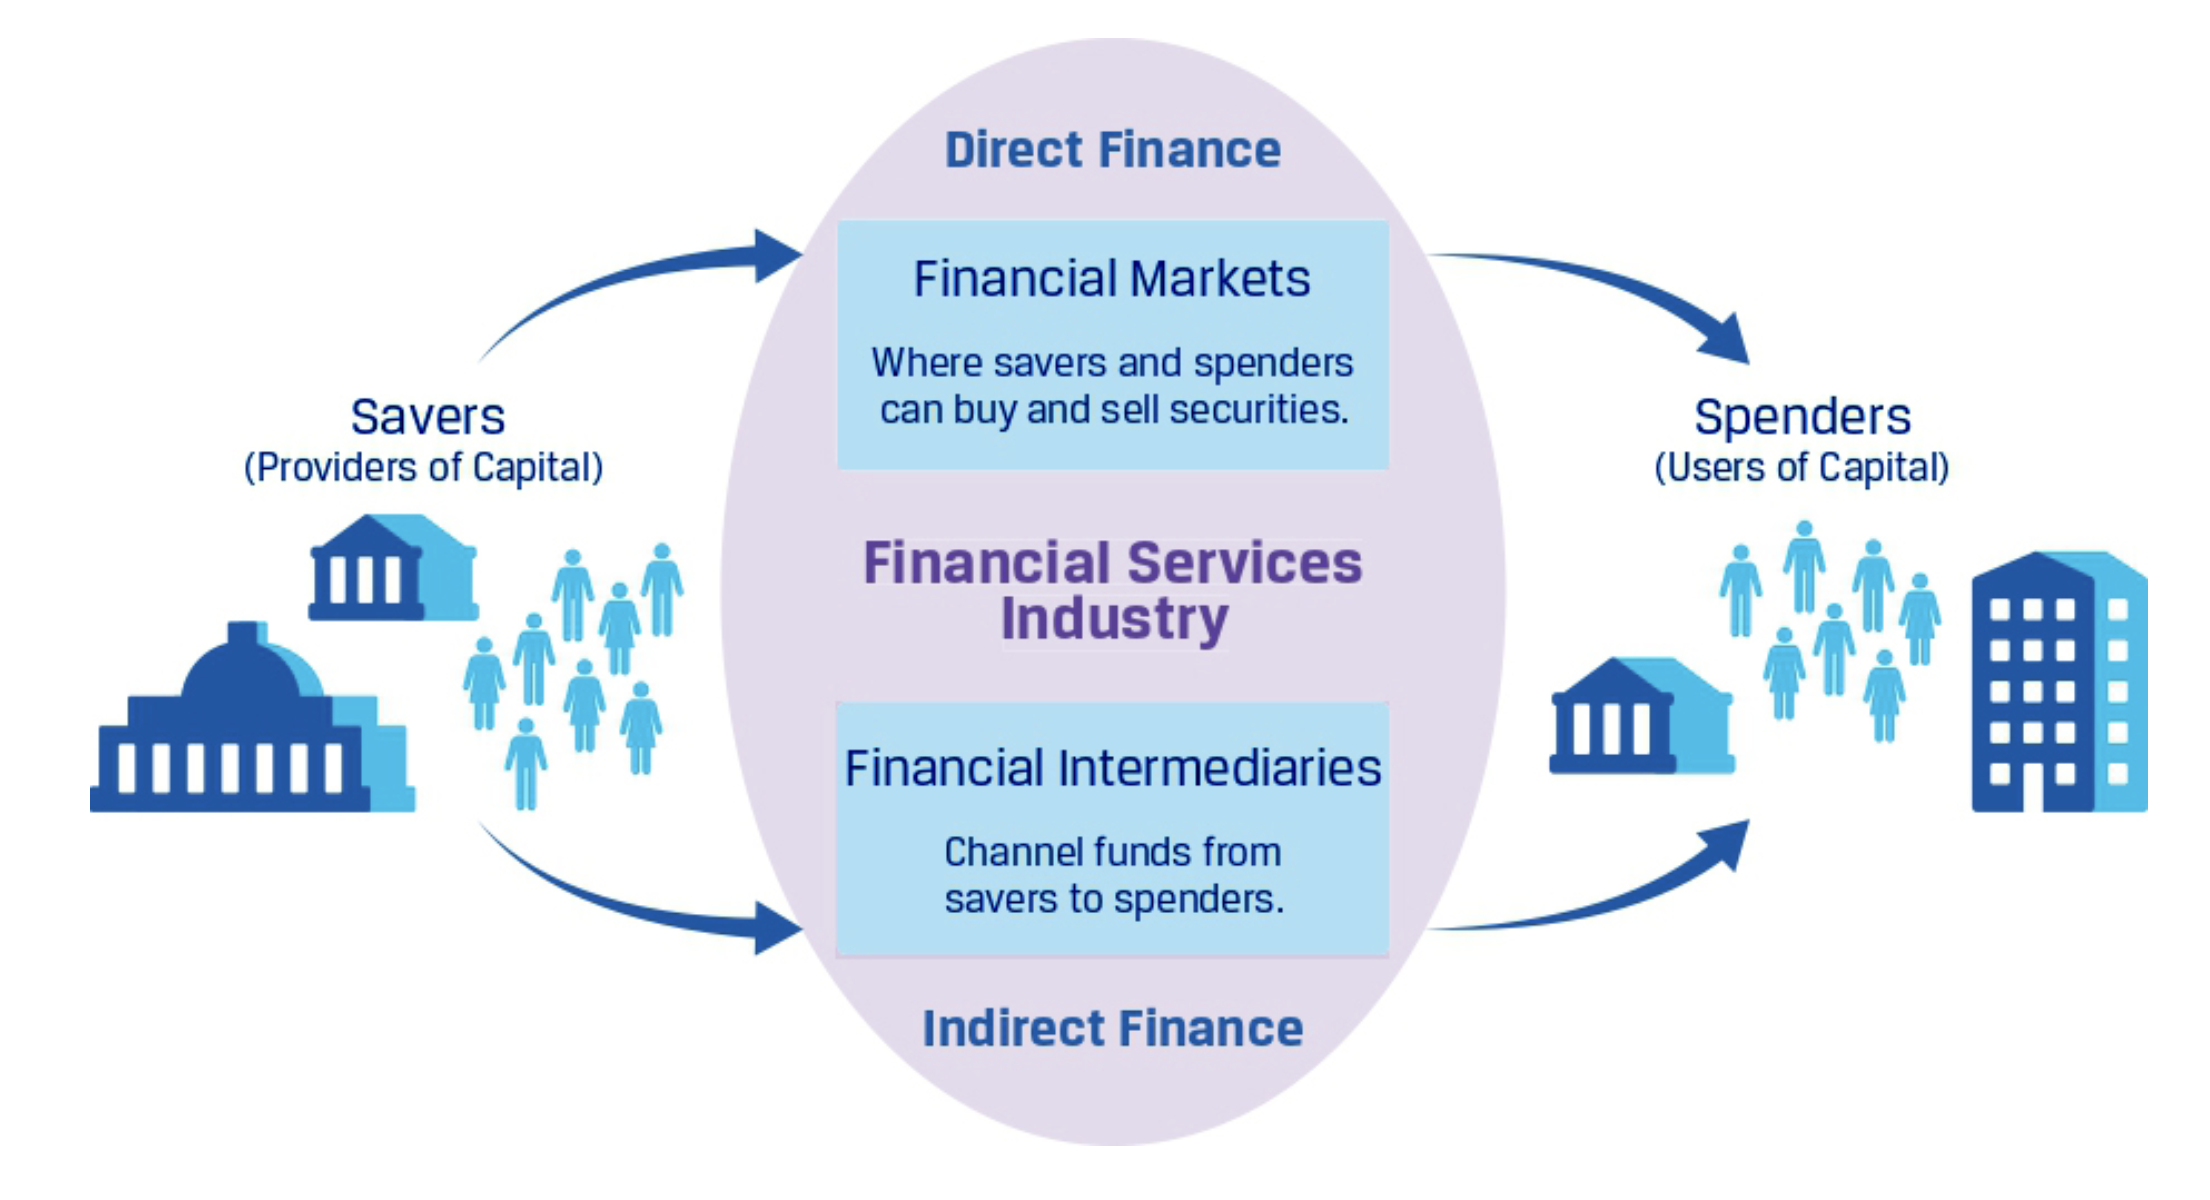 Direct Finance
Financial Markets
Where savers and spenders
can buy and sell securities.
Savers
(Providers of Capital)
Spenders
(Users of Capital)
Financial Services
Industry
Financial Intermediaries
Channel funds from
savers to spenders.
Indirect Finance